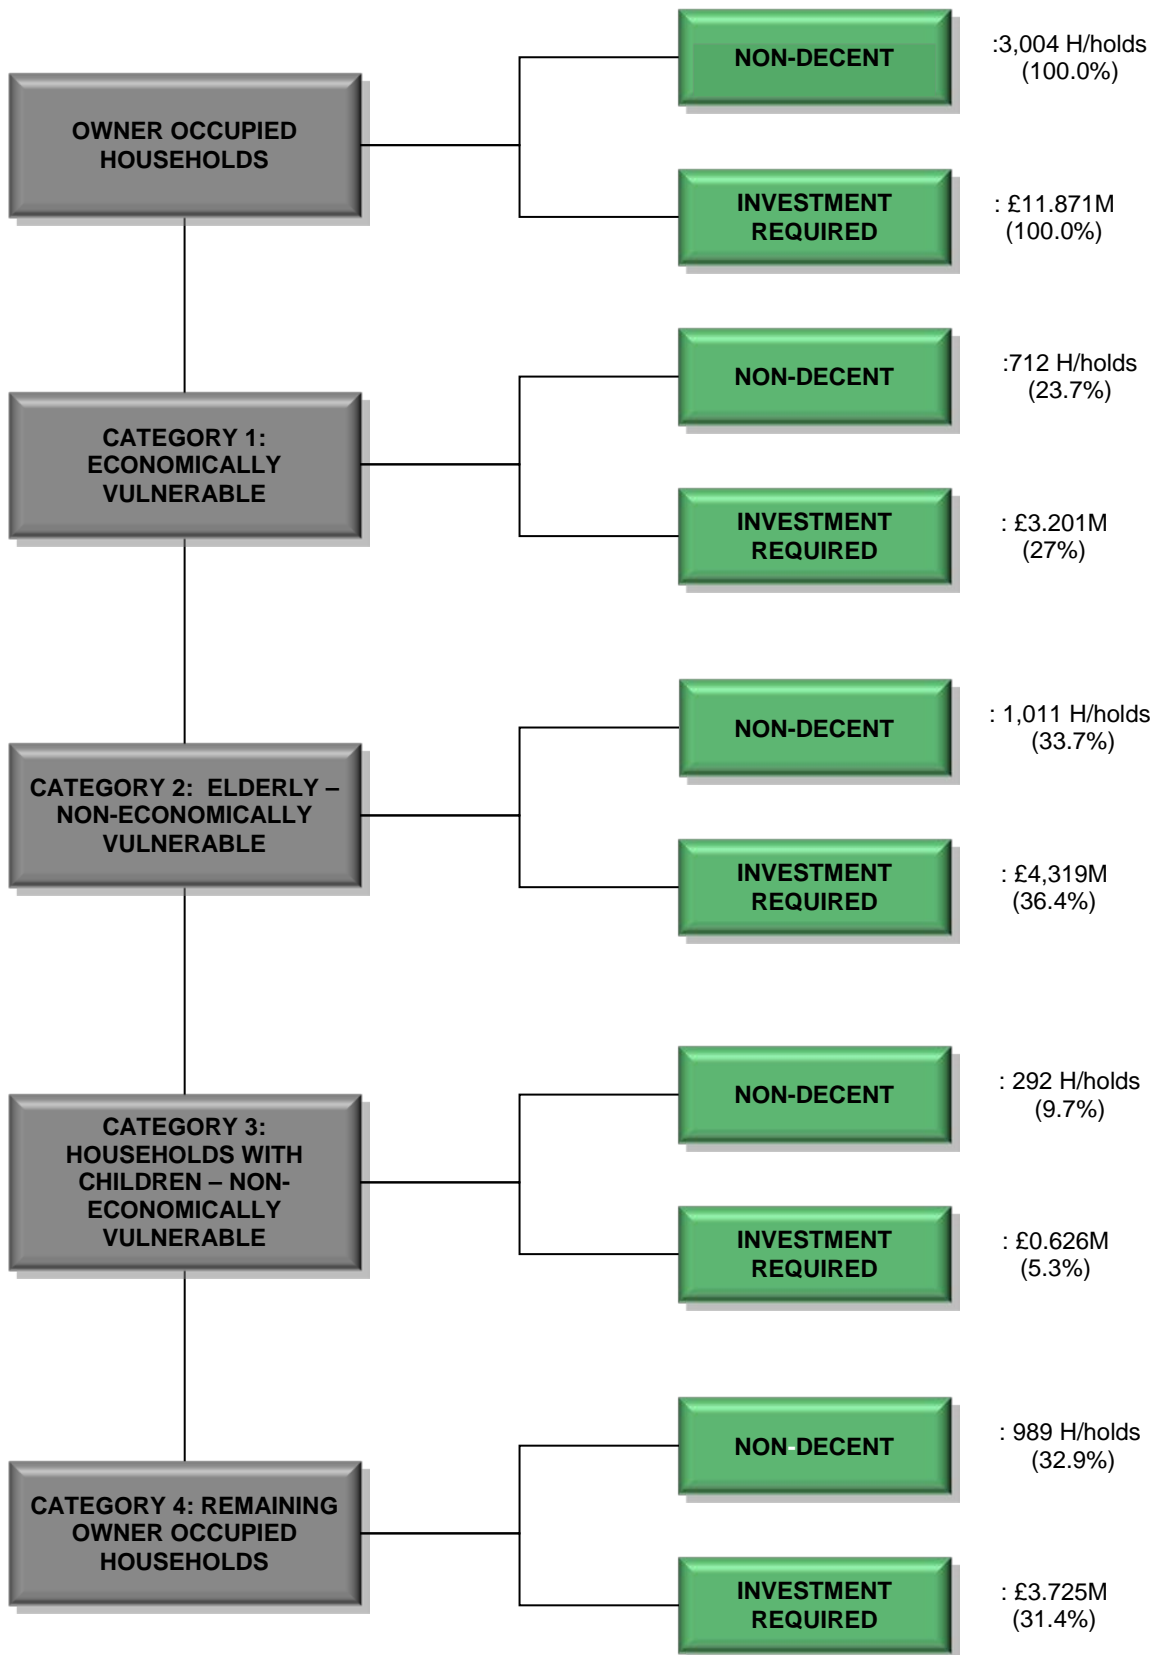 OWNER OCCUPIED
HOUSEHOLDS
NON-DECENT
:3,004 H/holds
(100.0%)
INVESTMENT
REQUIRED
: £11.871M
(100.0%)
CATEGORY 1:
ECONOMICALLY
VULNERABLE
NON-DECENT
:712 H/holds
(23.7%)
INVESTMENT
REQUIRED
: £3.201M
(27%)
CATEGORY 2: ELDERLY –
NON-ECONOMICALLY
VULNERABLE
NON-DECENT
: 1,011 H/holds
(33.7%)
INVESTMENT
REQUIRED
: £4,319M
(36.4%)
CATEGORY 3:
HOUSEHOLDS WITH
CHILDREN – NON-
ECONOMICALLY
VULNERABLE
NON-DECENT
: 292 H/holds
(9.7%)
INVESTMENT
REQUIRED
: £0.626M
(5.3%)
CATEGORY 4: REMAINING
OWNER OCCUPIED
HOUSEHOLDS
NON-DECENT
: 989 H/holds
(32.9%)
INVESTMENT
REQUIRED
: £3.725M
(31.4%)